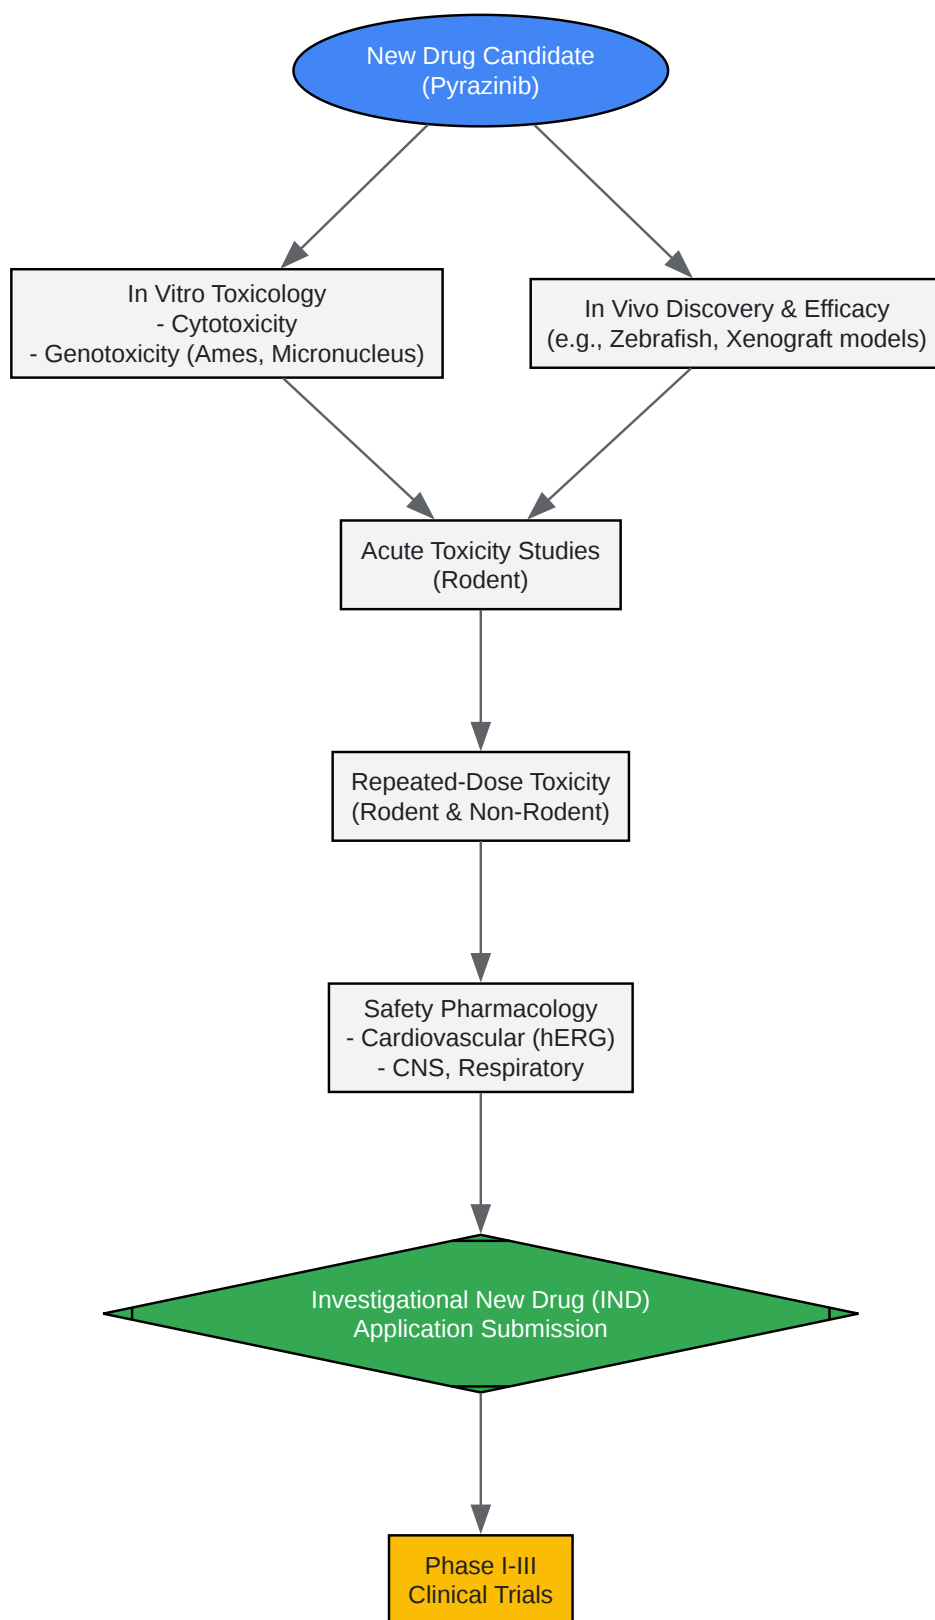 New Drug Candidate
(Pyrazinib)
In Vitro Toxicology
- Cytotoxicity
- Genotoxicity (Ames, Micronucleus)
In Vivo Discovery & Efficacy
(e.g., Zebrafish, Xenograft models)
Acute Toxicity Studies
(Rodent)
Repeated-Dose Toxicity
(Rodent & Non-Rodent)
Safety Pharmacology
- Cardiovascular (hERG)
- CNS, Respiratory
Investigational New Drug (IND)
Application Submission
Phase I-III
Clinical Trials